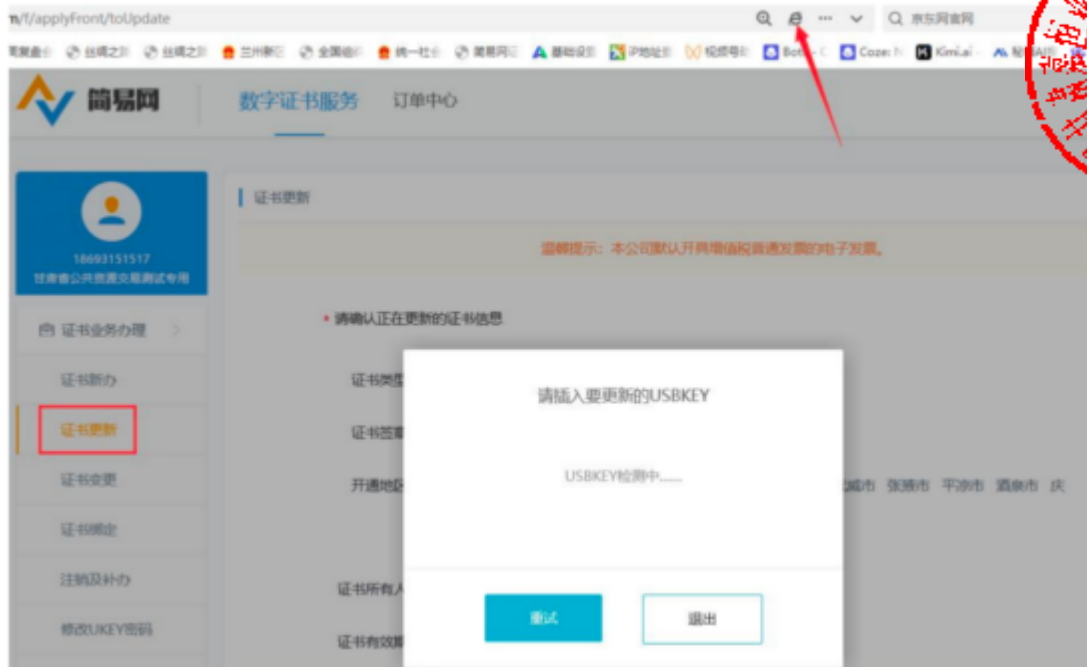 /f/applyFront/toUpdate
京东网官网
兰州新区
全国组织
统一社会
简易网证
基础设施
IP地址
视频号
Coze:
Kimi.ai
简易网
数字证书服务 订单中心
18693151517
甘肃省公共资源交易测试专用
证书业务办理
证书新办
证书更新
证书变更
证书绑定
注销及补办
修改UKEY密码
证书更新
温馨提示：本公司默认开具增值税普通发票的电子发票。
* 请确认正在更新的证书信息
证书类型
证书签章
开通地区
威市 张掖市 平凉市 酒泉市 庆
证书所有人
证书有效期
请插入要更新的USBKEY
USBKEY检测中......
重试 退出